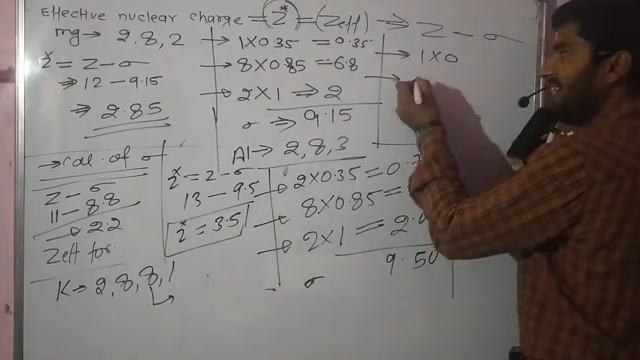 Effective nuclear charge = Z* = (Zeff) ⇒ Z - σ
mg → 2,8,2
Z* = Z - σ
⇒ 12 - 9.15
⇒ 2.85
→ 1×0.35 = 0.35
→ 8×0.85 = 6.8
→ 2×1 ⇒ 2
σ ⇒ 9.15
→ 1×0
→
→ cal. of σ
Z - σ
11 - 8.8
→ 2.2
Zeff for
K → 2,8,8,1
Z* = Z - σ
13 - 9.5
Z* = 3.5
Al → 2,8,3
→ 2×0.35 = 0.7
→ 8×0.85 =
→ 2×1 = 2.0
9.50
σ